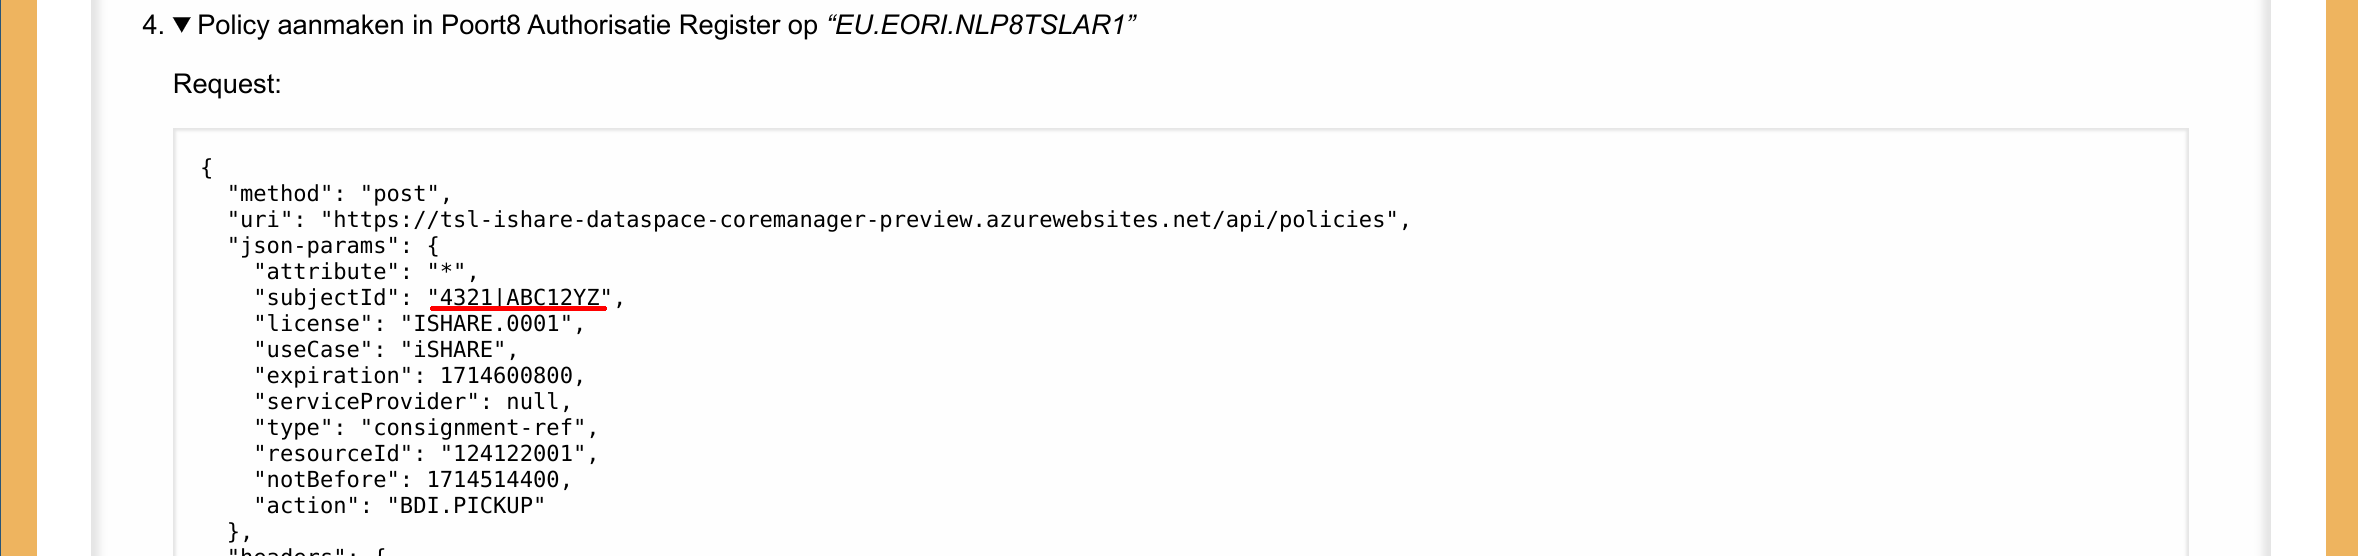 4. ▼ Policy aanmaken in Poort8 Authorisatie Register op “EU.EORI.NLP8TSLAR1”
Request:
{
  "method": "post",
  "uri": "https://tsl-ishare-dataspace-coremanager-preview.azurewebsites.net/api/policies",
  "json-params": {
    "attribute": "*",
    "subjectId": "4321|ABC12YZ",
    "license": "ISHARE.0001",
    "useCase": "iSHARE",
    "expiration": 1714600800,
    "serviceProvider": null,
    "type": "consignment-ref",
    "resourceId": "124122001",
    "notBefore": 1714514400,
    "action": "BDI.PICKUP"
  },
  "headers": {